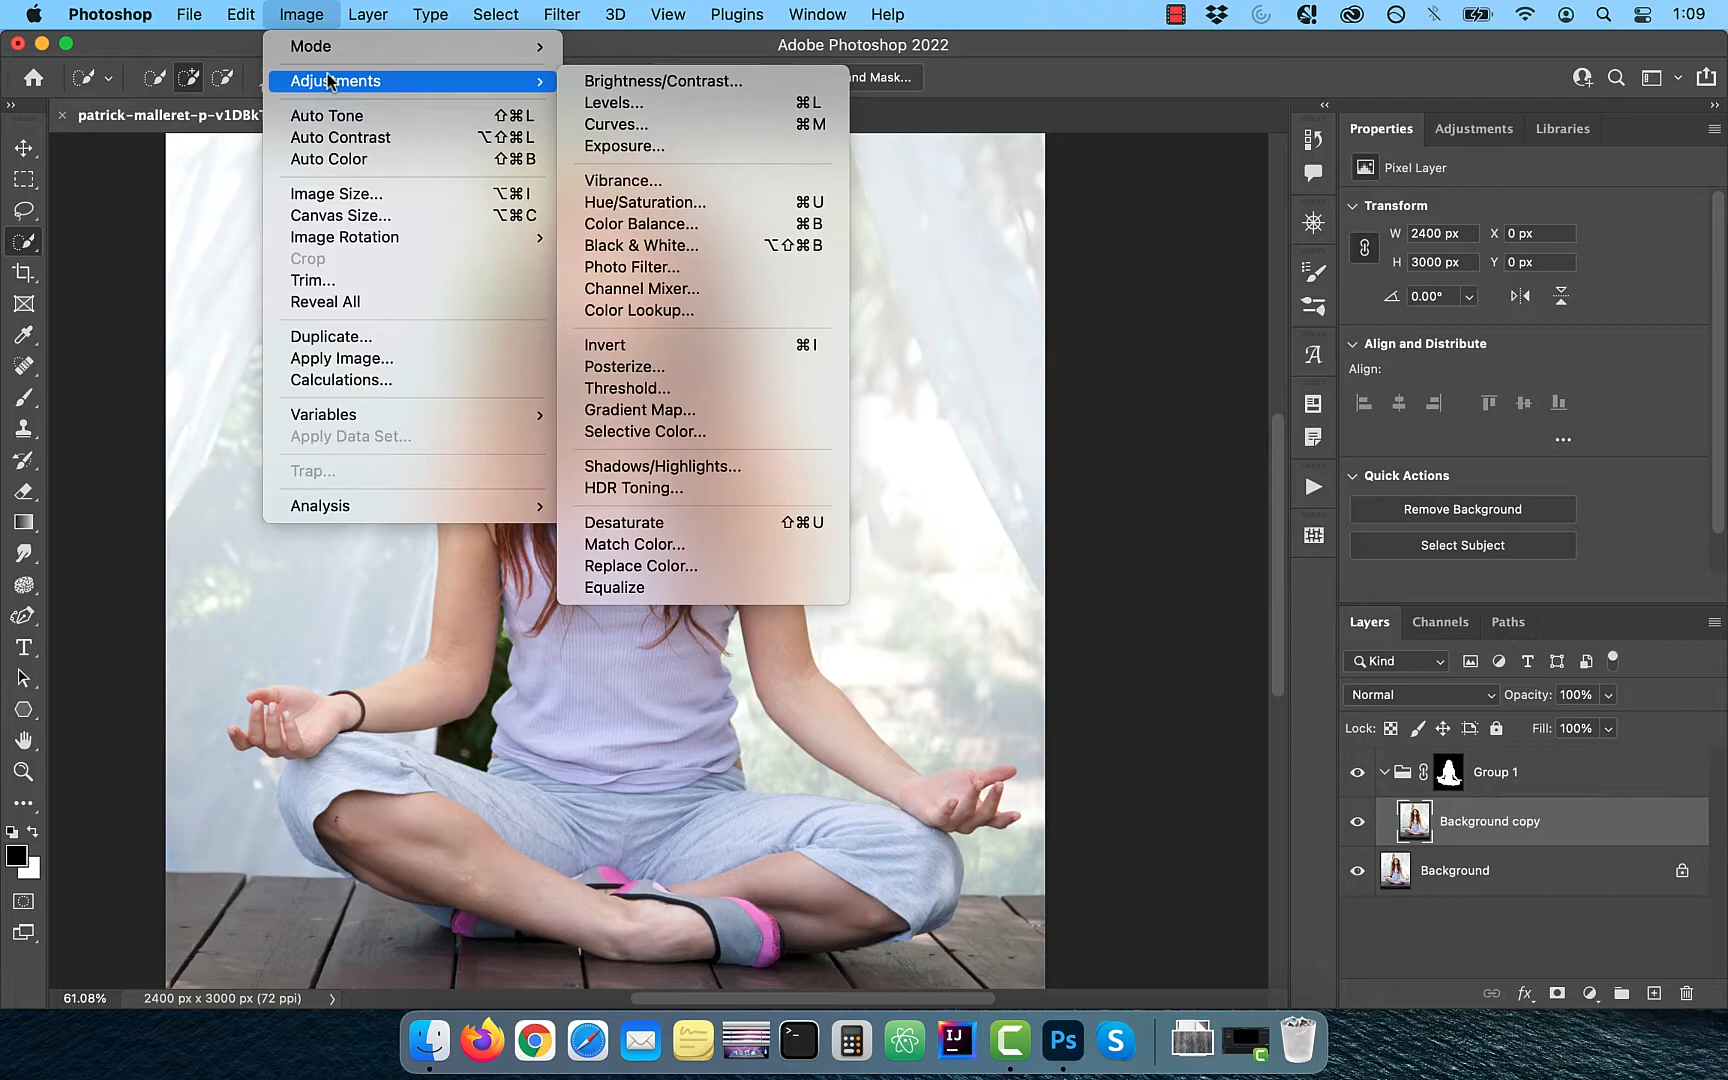 Photoshop File Edit Image Layer Type Select Filter 3D View Plugins Window Help 1:09
Adobe Photoshop 2022
nd Mask...
patrick-malleret-p-v1DBkT
Mode
Adjustments
Auto Tone ⇧⌘L
Auto Contrast ⌥⇧⌘L
Auto Color ⇧⌘B
Image Size... ⌥⌘I
Canvas Size... ⌥⌘C
Image Rotation
Crop
Trim...
Reveal All
Duplicate...
Apply Image...
Calculations...
Variables
Apply Data Set...
Trap...
Analysis
Brightness/Contrast...
Levels... ⌘L
Curves... ⌘M
Exposure...
Vibrance...
Hue/Saturation... ⌘U
Color Balance... ⌘B
Black & White... ⌥⇧⌘B
Photo Filter...
Channel Mixer...
Color Lookup...
Invert ⌘I
Posterize...
Threshold...
Gradient Map...
Selective Color...
Shadows/Highlights...
HDR Toning...
Desaturate ⇧⌘U
Match Color...
Replace Color...
Equalize
Properties Adjustments Libraries
Pixel Layer
Transform
W 2400 px X 0 px
H 3000 px Y 0 px
0.00°
Align and Distribute
Align:
Quick Actions
Remove Background
Select Subject
Layers Channels Paths
Kind
Normal Opacity: 100%
Lock: Fill: 100%
Group 1
Background copy
Background
61.08% 2400 px x 3000 px (72 ppi)